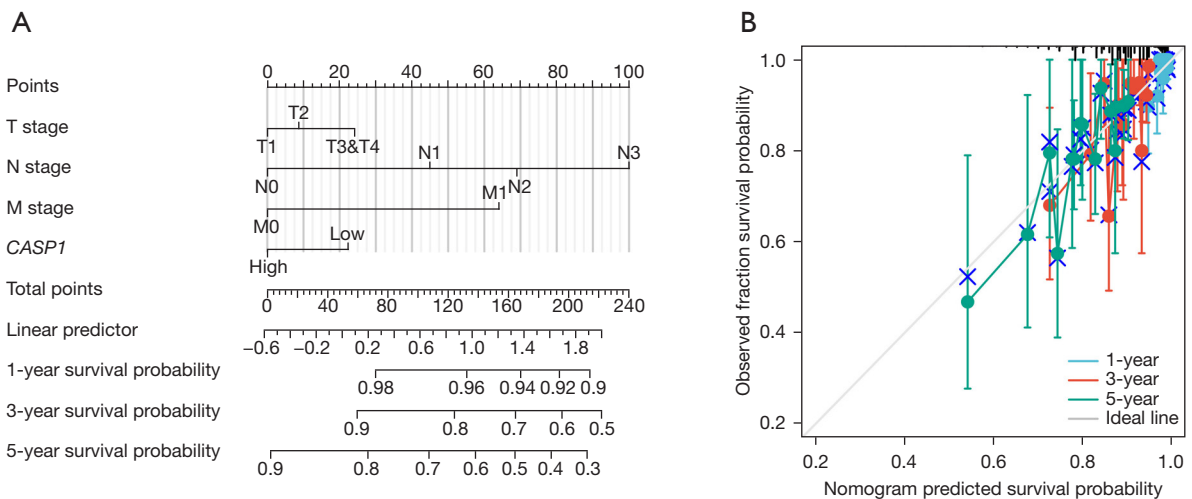 A
Points
0 20 40 60 80 100
T stage
T2
T1 T3&T4
N stage
N1 N3
N0 N2
M stage
M1
M0
CASP1
Low
High
Total points
0 40 80 120 160 200 240
Linear predictor
−0.6 −0.2 0.2 0.6 1.0 1.4 1.8
1-year survival probability
0.98 0.96 0.94 0.92 0.9
3-year survival probability
0.9 0.8 0.7 0.6 0.5
5-year survival probability
0.9 0.8 0.7 0.6 0.5 0.4 0.3
B
Observed fraction survival probability
1.0
0.8
0.6
0.4
0.2
1-year
3-year
5-year
Ideal line
0.2 0.4 0.6 0.8 1.0
Nomogram predicted survival probability